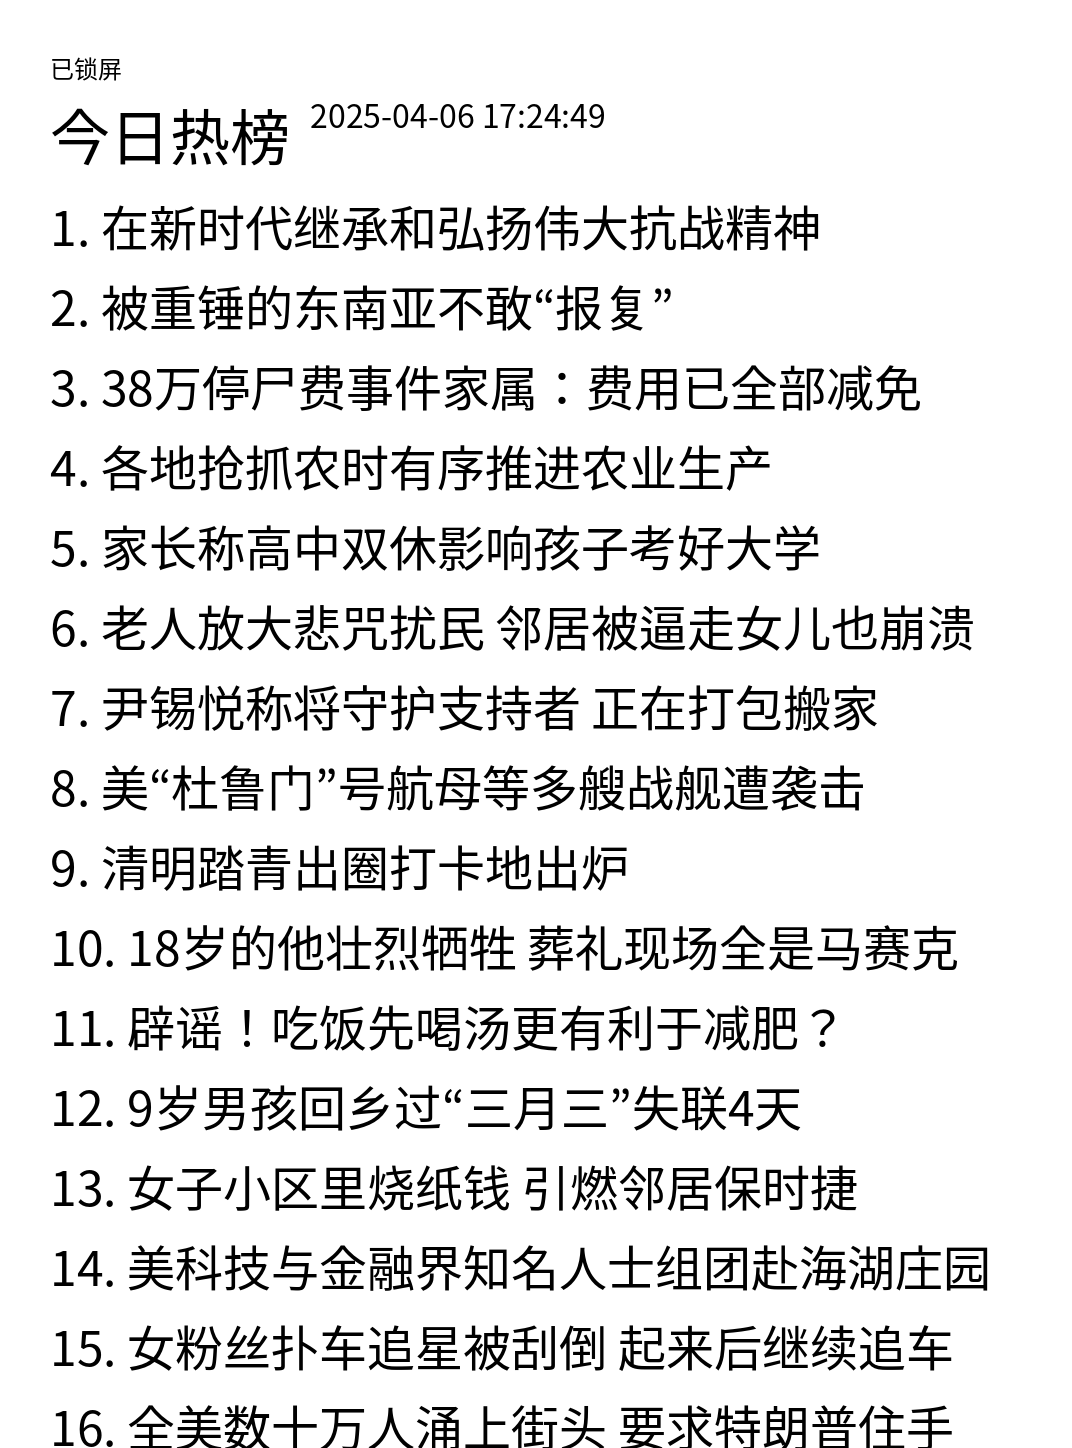 已锁屏
今日热榜 2025-04-06 17:24:49
1. 在新时代继承和弘扬伟大抗战精神
2. 被重锤的东南亚不敢“报复”
3. 38万停尸费事件家属：费用已全部减免
4. 各地抢抓农时有序推进农业生产
5. 家长称高中双休影响孩子考好大学
6. 老人放大悲咒扰民 邻居被逼走女儿也崩溃
7. 尹锡悦称将守护支持者 正在打包搬家
8. 美“杜鲁门”号航母等多艘战舰遭袭击
9. 清明踏青出圈打卡地出炉
10. 18岁的他壮烈牺牲 葬礼现场全是马赛克
11. 辟谣！吃饭先喝汤更有利于减肥？
12. 9岁男孩回乡过“三月三”失联4天
13. 女子小区里烧纸钱 引燃邻居保时捷
14. 美科技与金融界知名人士组团赴海湖庄园
15. 女粉丝扑车追星被刮倒 起来后继续追车
16. 全美数十万人涌上街头 要求特朗普住手